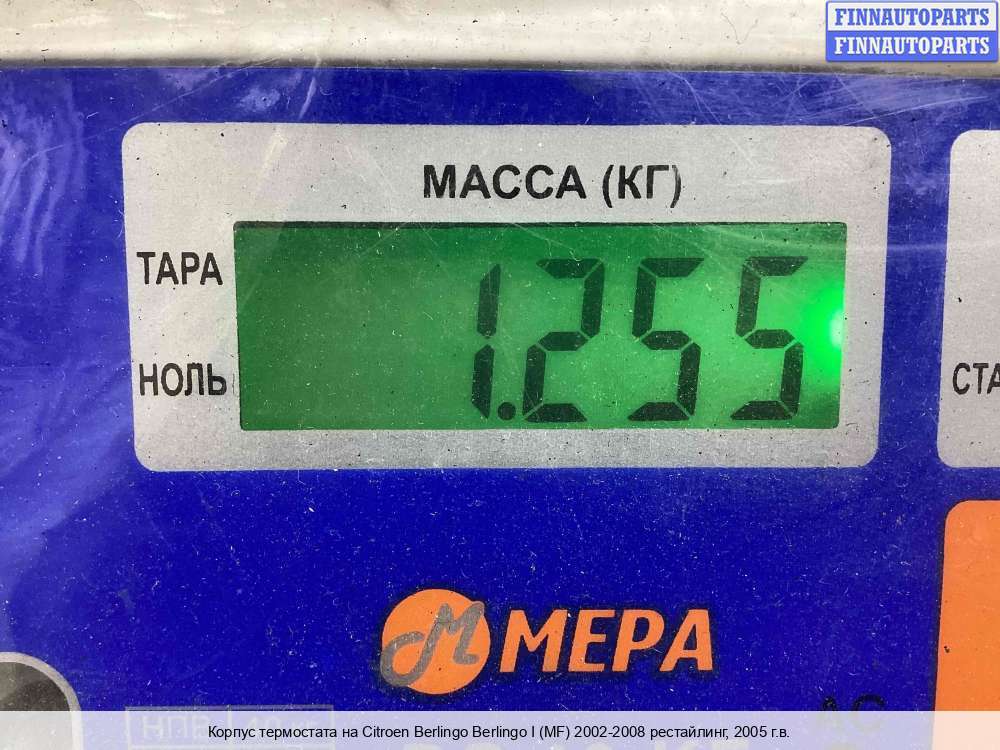 FINNAUTOPARTS
FINNAUTOPARTS
МАССА (КГ)
ТАРА
1.255
НОЛЬ
СТА
М МЕРА
АС
НПВ 40 кг
Корпус термостата на Citroen Berlingo Berlingo I (MF) 2002-2008 рестайлинг, 2005 г.в.